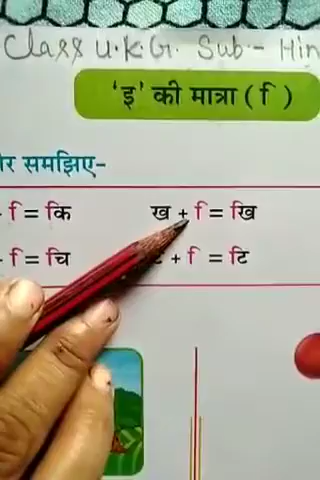 Class U.K.G. Sub - Hin
'इ' की मात्रा ( ि )
र समझिए-
ि = कि ख + ि = खि
ि = चि + ि = टि